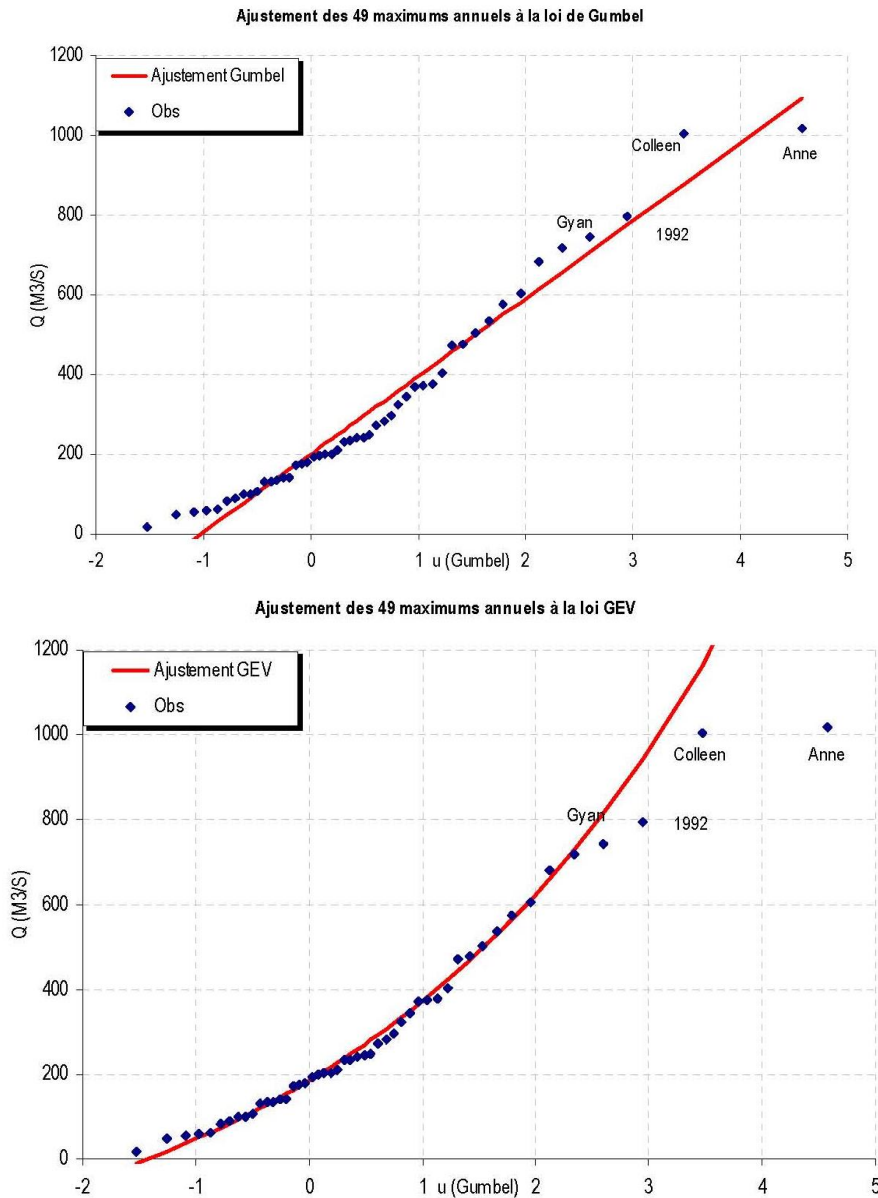 Ajustement des 49 maximums annuels à la loi de Gumbel
1200
Ajustement Gumbel
Obs
1000
Colleen
Anne
800
Gyan
1992
Q (M3/S)
600
400
200
0
-2 -1 0 1 u (Gumbel) 2 3 4 5
Ajustement des 49 maximums annuels à la loi GEV
1200
Ajustement GEV
Obs
1000
Colleen
Anne
800
Gyan
1992
Q (M3/S)
600
400
200
0
-2 -1 0 1 u (Gumbel) 2 3 4 5